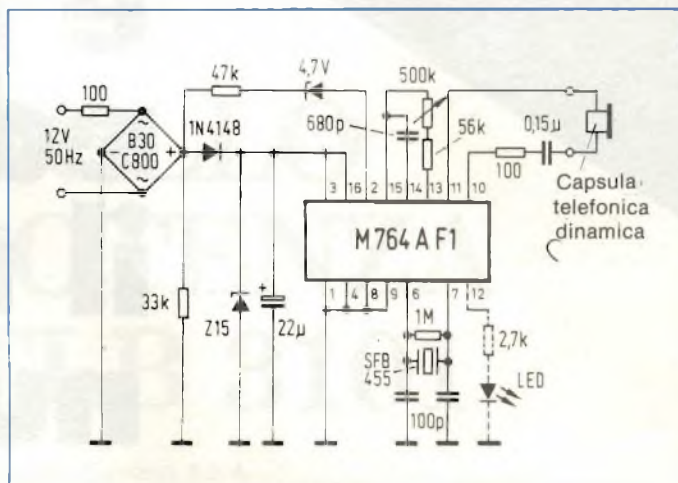 47k
4,7V
500k
100
680p
56k
0,15µ
12V
50Hz
B30
C800
~
~
-
+
1N4148
100
Capsula
telefonica
dinamica
3 16 2 15 14 13 11 10
M764A F1
1 4 8 9 6 7 12
33k
Z15
+
22µ
1M
SFB
455
100p
2,7k
LED